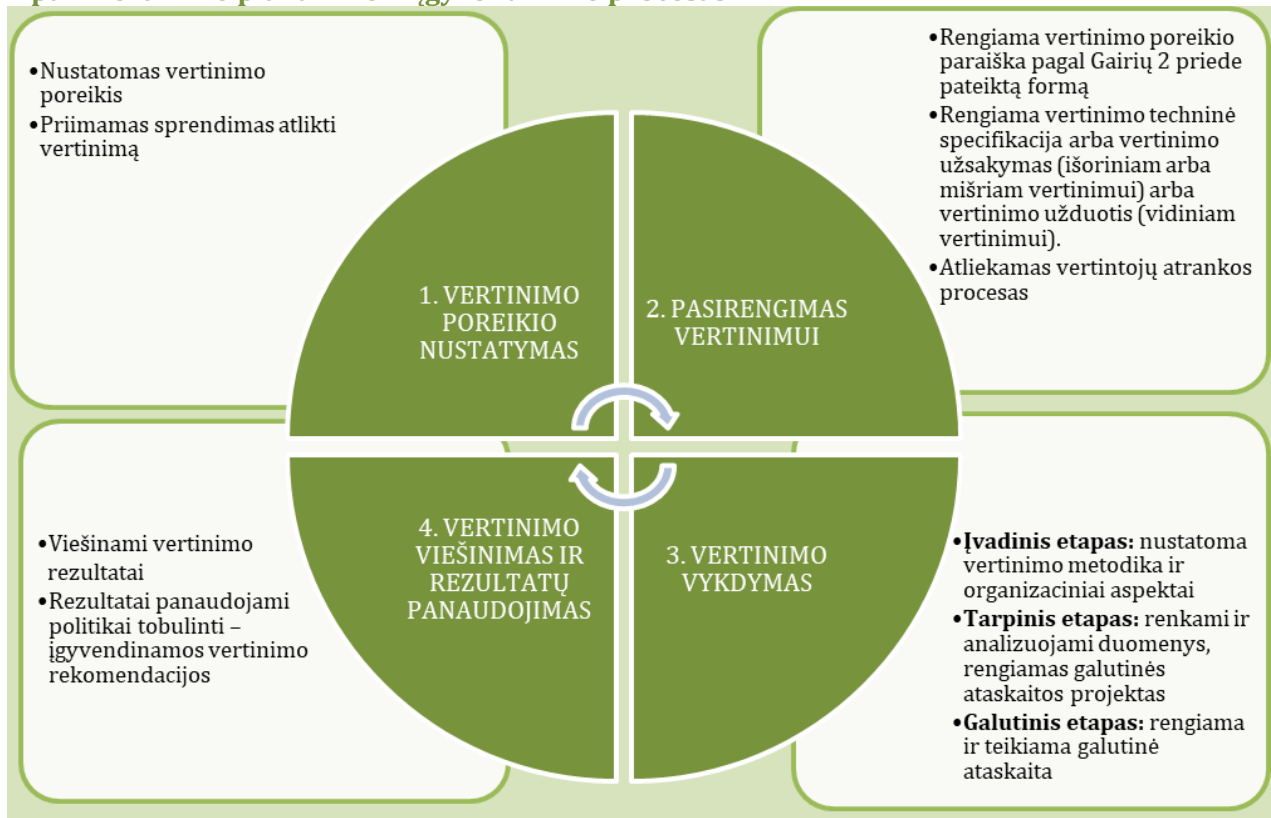 •Nustatomas vertinimo
poreikis
•Priimamas sprendimas atlikti
vertinimą
•Rengiama vertinimo poreikio
paraiška pagal Gairių 2 priede
pateiktą formą
•Rengiama vertinimo techninė
specifikacija arba vertinimo
užsakymas (išoriniam arba
mišriam vertinimui) arba
vertinimo užduotis (vidiniam
vertinimui).
•Atliekamas vertintojų atrankos
procesas
1. VERTINIMO
POREIKIO
NUSTATYMAS
2. PASIRENGIMAS
VERTINIMUI
3. VERTINIMO
VYKDYMAS
4. VERTINIMO
VIEŠINIMAS IR
REZULTATŲ
PANAUDOJIMAS
•Įvadinis etapas: nustatoma
vertinimo metodika ir
organizaciniai aspektai
•Tarpinis etapas: renkami ir
analizuojami duomenys,
rengiamas galutinės
ataskaitos projektas
•Galutinis etapas: rengiama
ir teikiama galutinė
ataskaita
•Viešinami vertinimo
rezultatai
•Rezultatai panaudojami
politikai tobulinti –
įgyvendinamos vertinimo
rekomendacijos